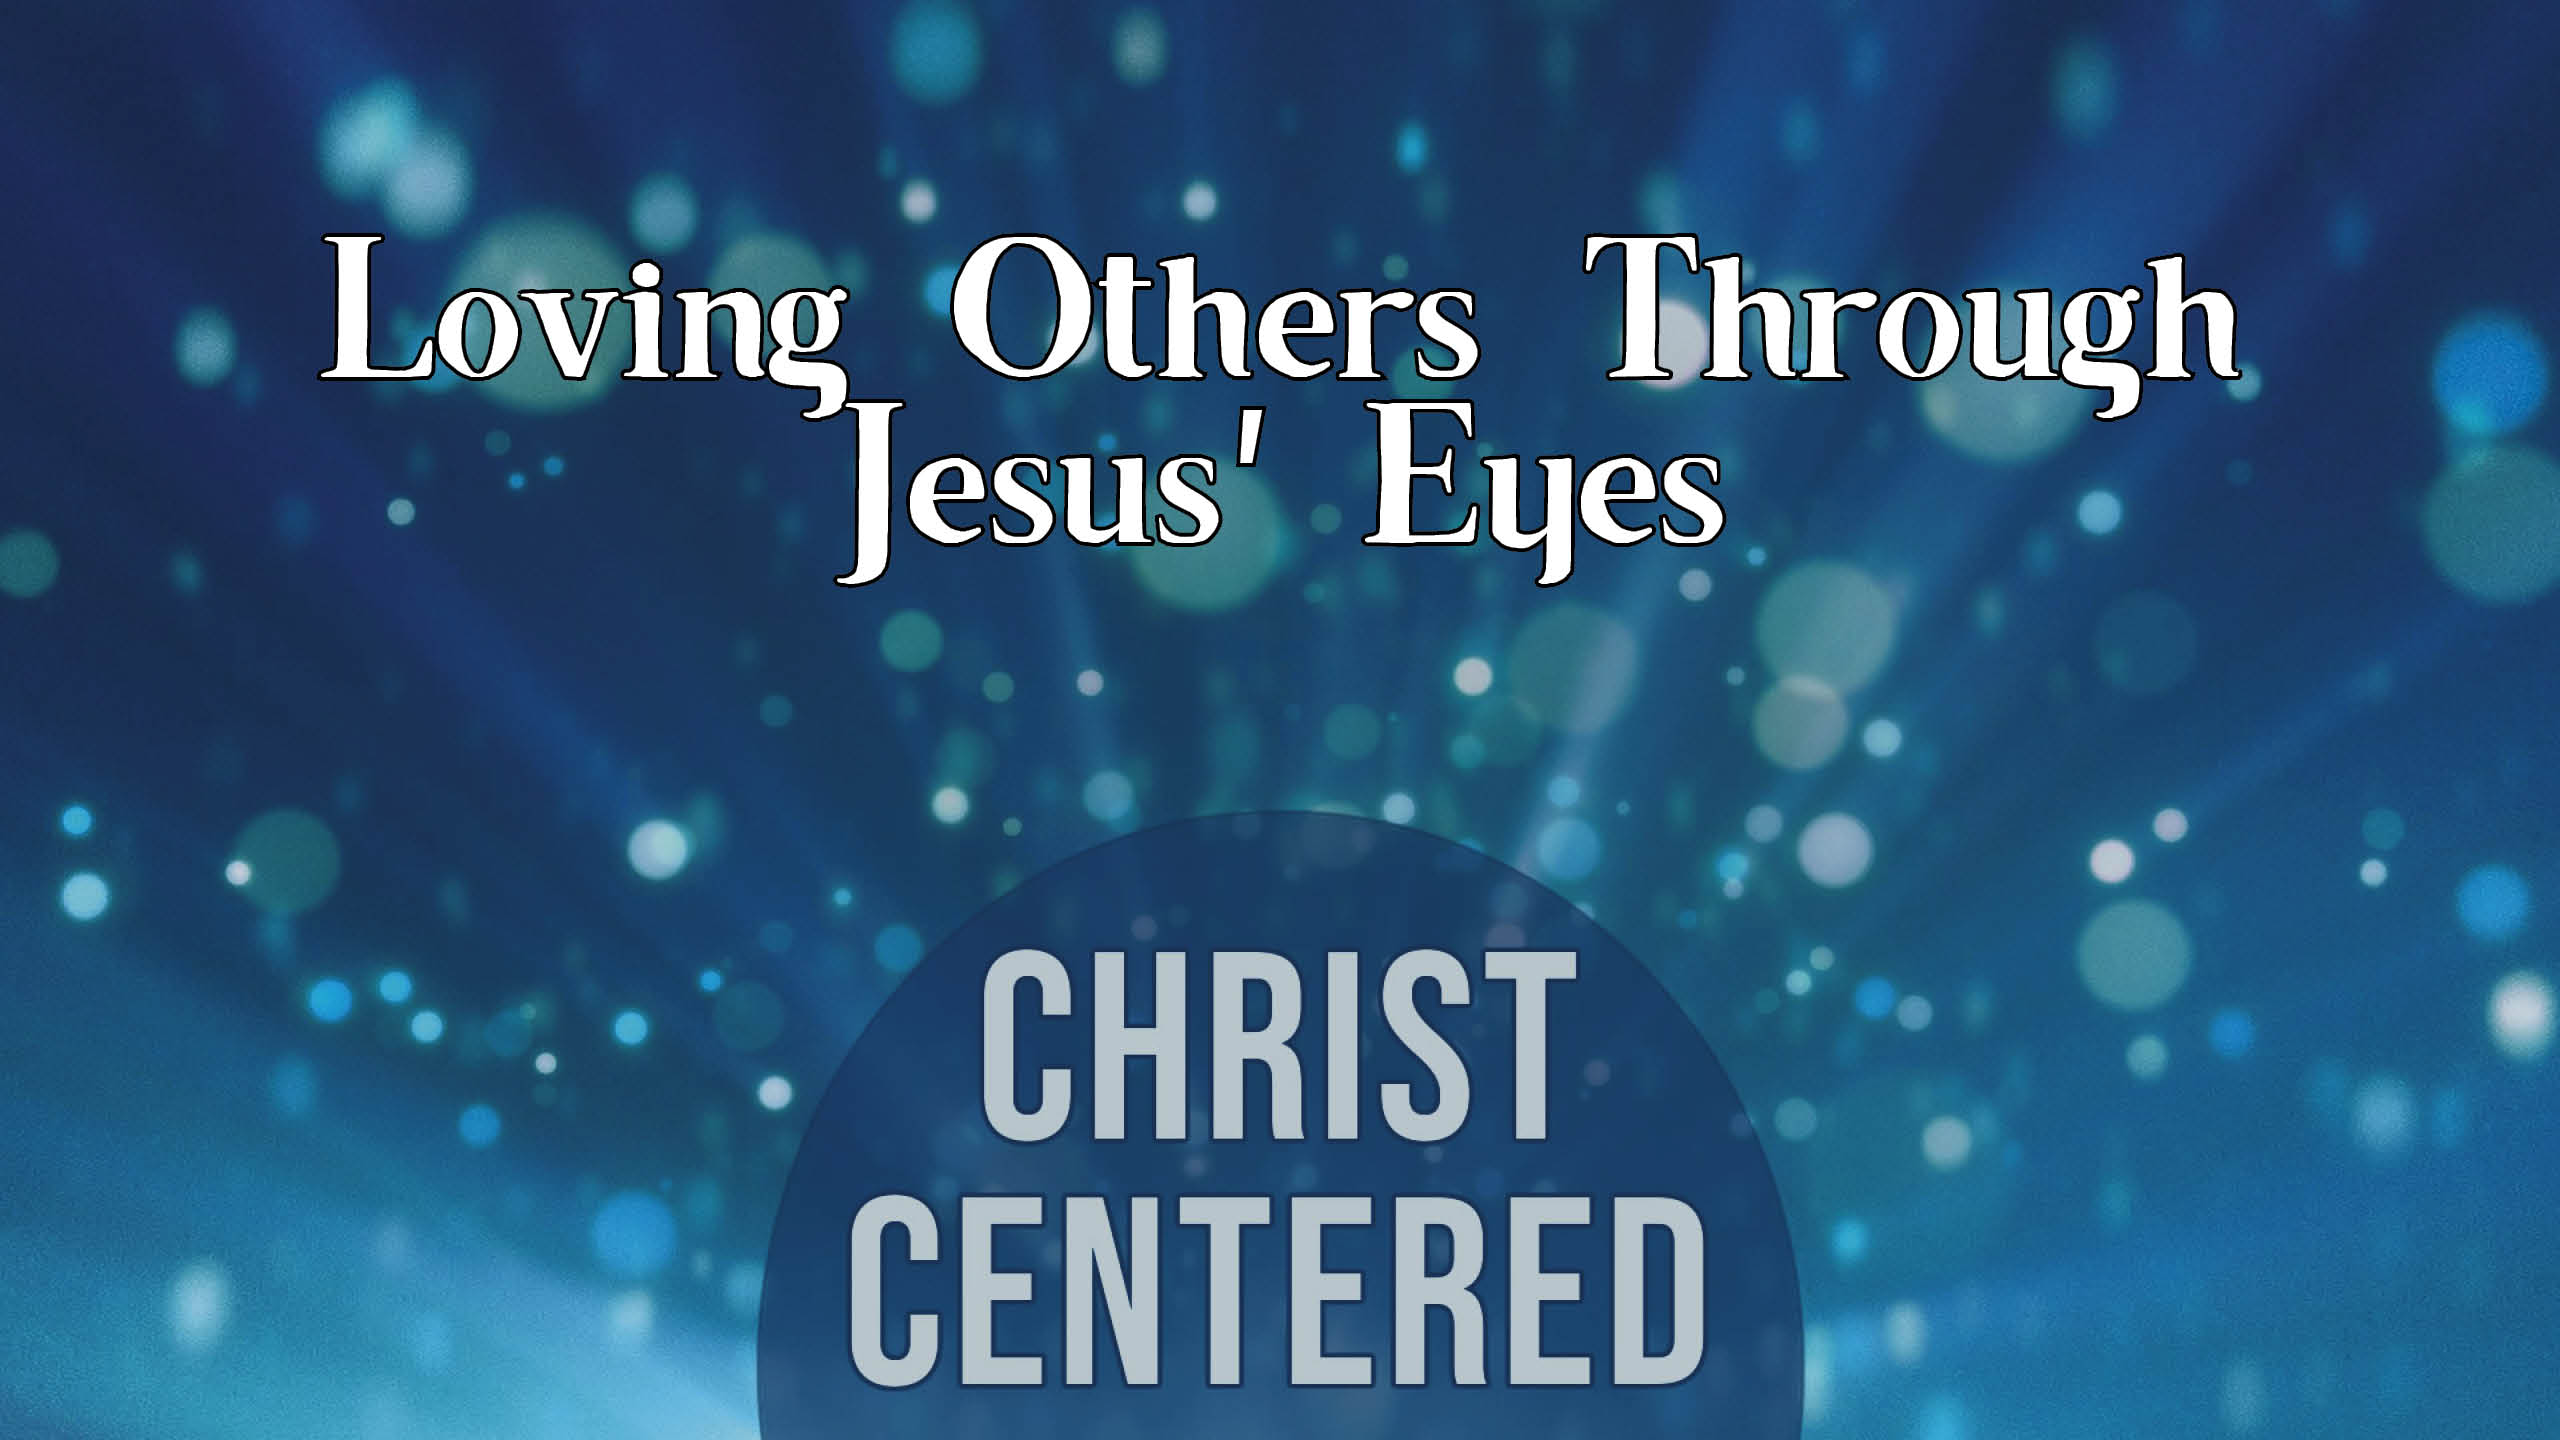 Loving Others Through
Jesus' Eyes
CHRIST
CENTERED